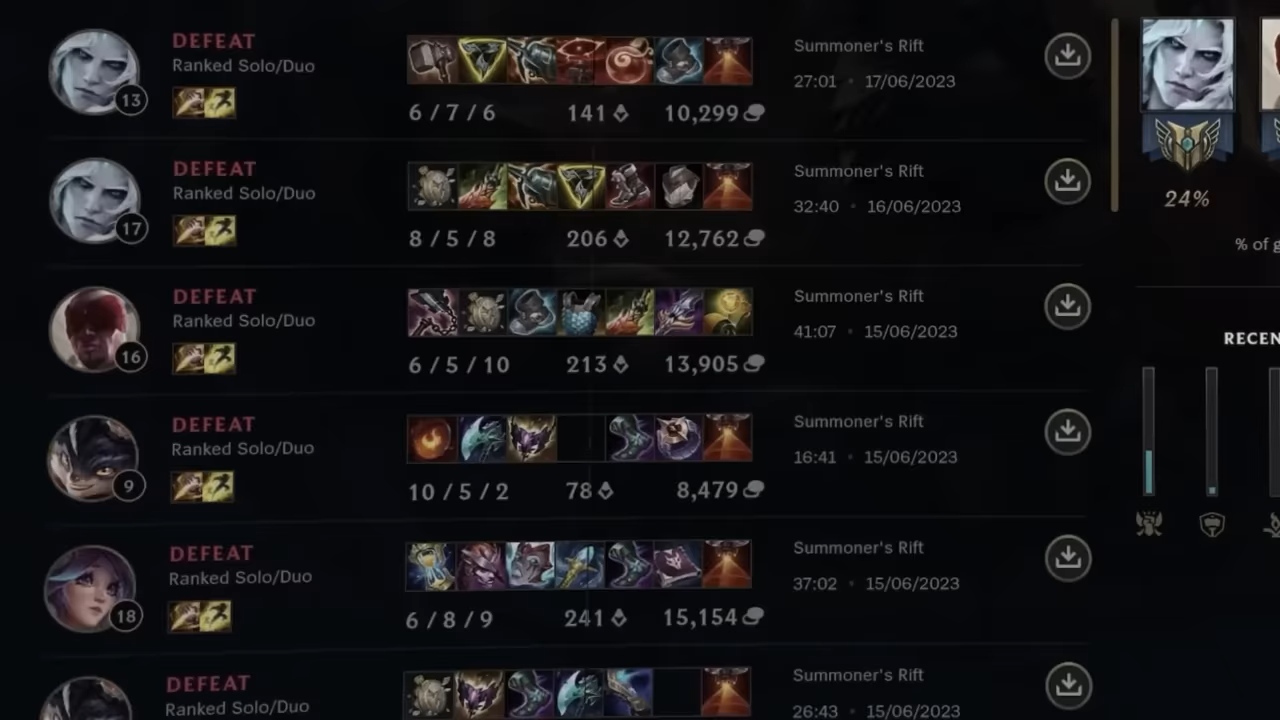 DEFEAT
Ranked Solo/Duo
13
6 / 7 / 6
141
10,299
Summoner's Rift
27:01 • 17/06/2023
24%
DEFEAT
Ranked Solo/Duo
17
8 / 5 / 8
206
12,762
Summoner's Rift
32:40 • 16/06/2023
% of g
DEFEAT
Ranked Solo/Duo
16
6 / 5 / 10
213
13,905
Summoner's Rift
41:07 • 15/06/2023
RECEN
DEFEAT
Ranked Solo/Duo
9
10 / 5 / 2
78
8,479
Summoner's Rift
16:41 • 15/06/2023
DEFEAT
Ranked Solo/Duo
18
6 / 8 / 9
241
15,154
Summoner's Rift
37:02 • 15/06/2023
DEFEAT
Ranked Solo/Duo
Summoner's Rift
26:43 • 15/06/2023